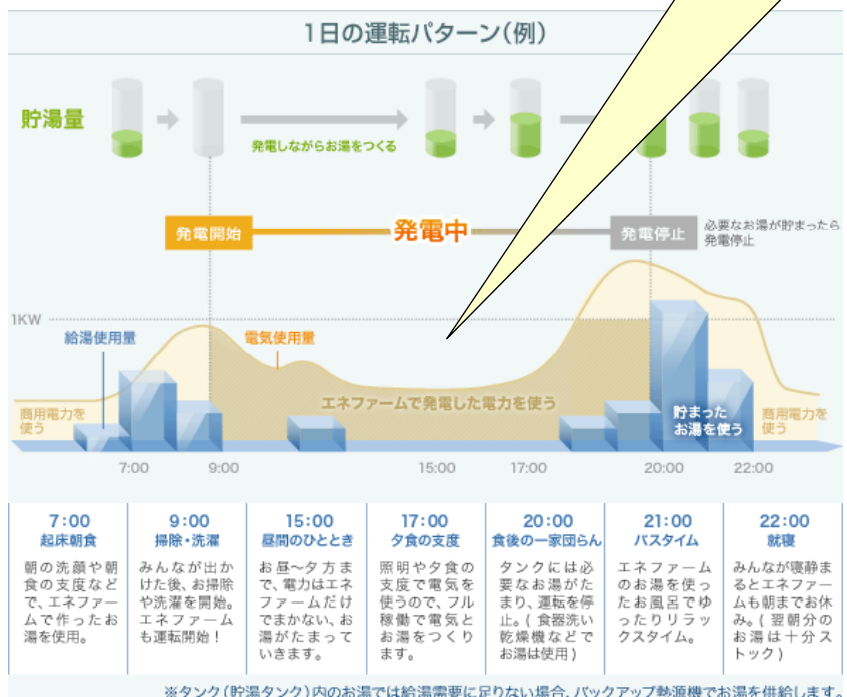 1日の運転パターン(例)
貯湯量
発電しながらお湯をつくる
発電開始
発電中
発電停止
必要なお湯が貯まったら
発電停止
1KW
給湯使用量
電気使用量
商用電力を
使う
エネファームで発電した電力を使う
貯まった
お湯を使う
商用電力を
使う
7:00
9:00
15:00
17:00
20:00
22:00
7:00
起床朝食
朝の洗顔や朝
食の支度など
で、エネファー
ムで作ったお
湯を使用。
9:00
掃除・洗濯
みんなが出か
けた後、お掃除
や洗濯を開始。
エネファーム
も運転開始!
15:00
昼間のひととき
お昼〜夕方ま
で、電力はエネ
ファームだけ
でまかない、お
湯がたまって
いきます。
17:00
夕食の支度
照明や夕食の
支度で電気を
使うので、フル
稼働で電気と
お湯をつくり
ます。
20:00
食後の一家団らん
タンクには必
要なお湯がた
まり、運転を停
止。(食器洗い
乾燥機などで
お湯は使用)
21:00
バスタイム
エネファーム
のお湯を使っ
たお風呂でゆ
ったりリラッ
クスタイム。
22:00
就寝
みんなが寝静ま
るとエネファー
ムも朝までお休
み。(翌朝分の
お湯は十分ス
トック)
※タンク(貯湯タンク)内のお湯では給湯需要に足りない場合、バックアップ熱源機でお湯を供給します。